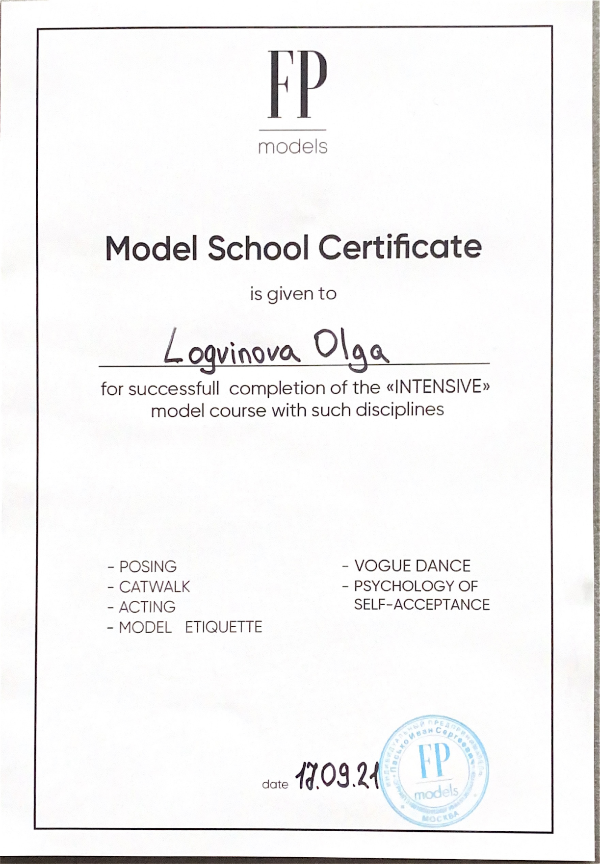 FP
models
Model School Certificate
is given to
Logvinova Olga
for successfull completion of the «INTENSIVE»
model course with such disciplines
- POSING
- CATWALK
- ACTING
- MODEL ETIQUETTE
- VOGUE DANCE
- PSYCHOLOGY OF
SELF-ACCEPTANCE
date 17.09.21
Иван Сергеевич
FP
models
МОСКВА